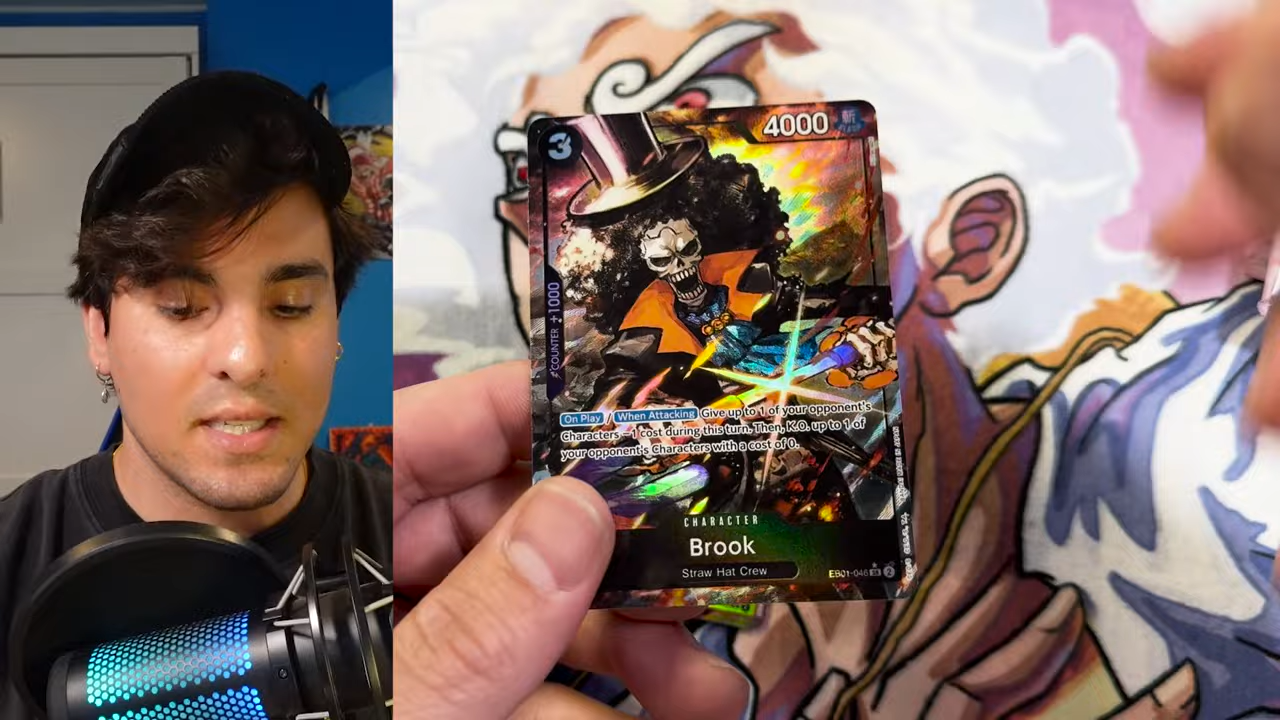 3
4000
COUNTER +1000
On Play / When Attacking Give up to 1 of your opponent's
Characters −1 cost during this turn. Then, K.O. up to 1 of
your opponent's Characters with a cost of 0.
CHARACTER
Brook
Straw Hat Crew
EB01-046 SR 2